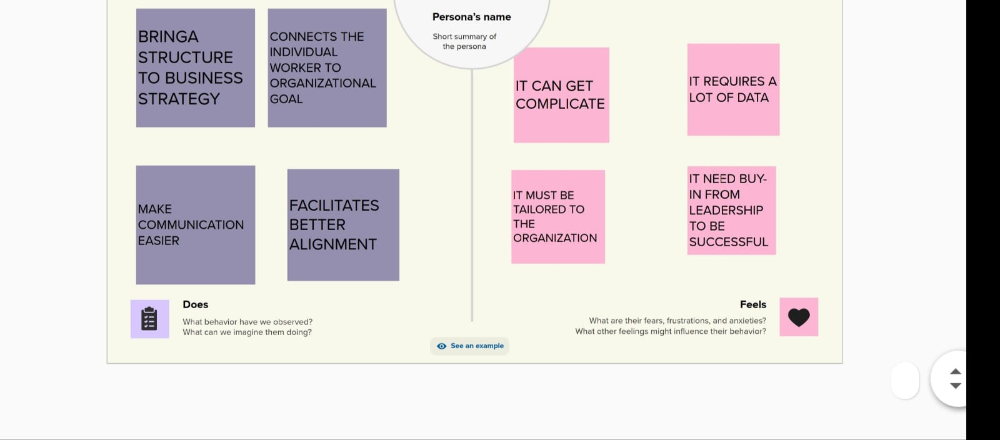 Persona's name
Short summary of
the persona
BRINGA
STRUCTURE
TO BUSINESS
STRATEGY
CONNECTS THE
INDIVIDUAL
WORKER TO
ORGANIZATIONAL
GOAL
IT CAN GET
COMPLICATE
IT REQUIRES A
LOT OF DATA
MAKE
COMMUNICATION
EASIER
FACILITATES
BETTER
ALIGNMENT
IT MUST BE
TAILORED TO
THE
ORGANIZATION
IT NEED BUY-
IN FROM
LEADERSHIP
TO BE
SUCCESSFUL
Does
What behavior have we observed?
What can we imagine them doing?
Feels
What are their fears, frustrations, and anxieties?
What other feelings might influence their behavior?
See an example